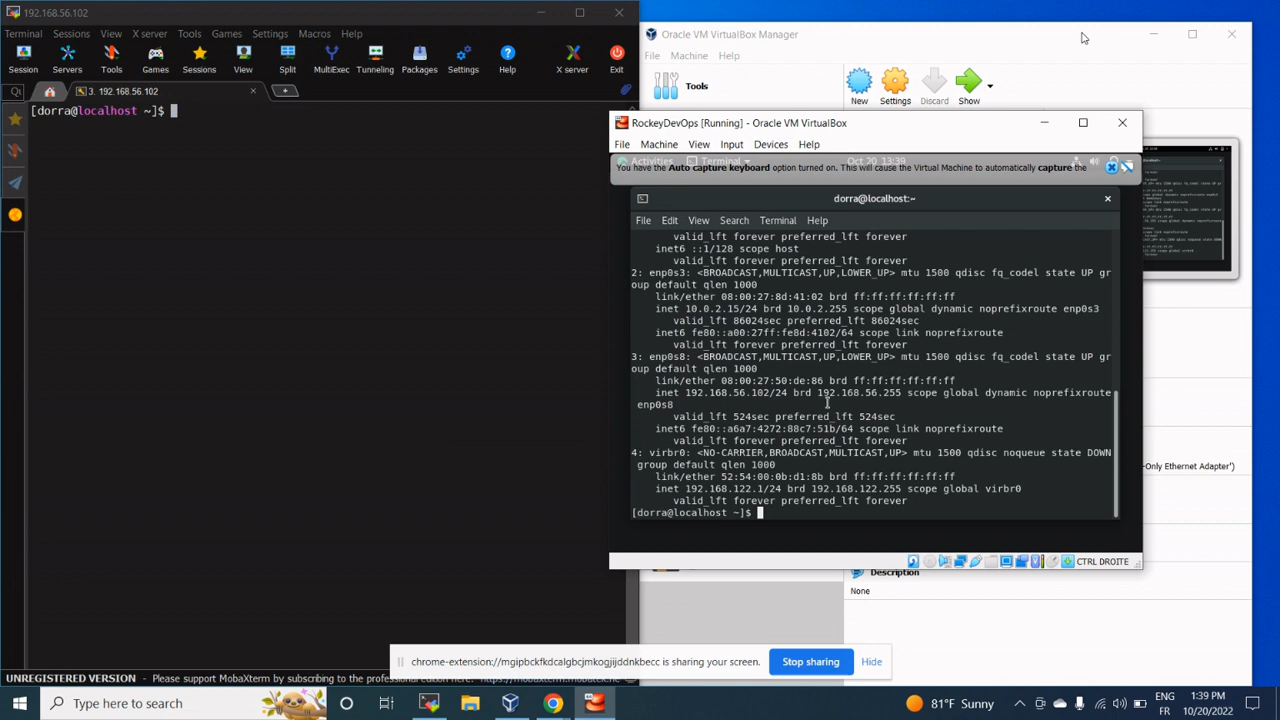 192.168.56.102
Terminal Sessions View X server Tools Games Settings Macros Help
Session Servers Tools Games Sessions View Split MultiExec Tunneling Packages Settings Help X server Exit
3. 192.168.56.102
[dorra@localhost ~]$
Oracle VM VirtualBox Manager
File Machine Help
Tools
New Settings Discard Show
RockeyDevOps [Running] - Oracle VM VirtualBox
File Machine View Input Devices Help
Activities Terminal Oct 20 13:39
You have the Auto capture keyboard option turned on. This will cause the Virtual Machine to automatically capture the
dorra@localhost:~
File Edit View Search Terminal Help
valid_lft forever preferred_lft forever
inet6 ::1/128 scope host
valid_lft forever preferred_lft forever
2: enp0s3: <BROADCAST,MULTICAST,UP,LOWER_UP> mtu 1500 qdisc fq_codel state UP gr
oup default qlen 1000
link/ether 08:00:27:8d:41:02 brd ff:ff:ff:ff:ff:ff
inet 10.0.2.15/24 brd 10.0.2.255 scope global dynamic noprefixroute enp0s3
valid_lft 86024sec preferred_lft 86024sec
inet6 fe80::a00:27ff:fe8d:4102/64 scope link noprefixroute
valid_lft forever preferred_lft forever
3: enp0s8: <BROADCAST,MULTICAST,UP,LOWER_UP> mtu 1500 qdisc fq_codel state UP gr
oup default qlen 1000
link/ether 08:00:27:50:de:86 brd ff:ff:ff:ff:ff:ff
inet 192.168.56.102/24 brd 192.168.56.255 scope global dynamic noprefixroute
enp0s8
valid_lft 524sec preferred_lft 524sec
inet6 fe80::a6a7:4272:88c7:51b/64 scope link noprefixroute
valid_lft forever preferred_lft forever
4: virbr0: <NO-CARRIER,BROADCAST,MULTICAST,UP> mtu 1500 qdisc noqueue state DOWN
group default qlen 1000
link/ether 52:54:00:0b:d1:8b brd ff:ff:ff:ff:ff:ff
inet 192.168.122.1/24 brd 192.168.122.255 scope global virbr0
valid_lft forever preferred_lft forever
[dorra@localhost ~]$
-Only Ethernet Adapter')
CTRL DROITE
Description
None
chrome-extension://mgipbckfkdcalgbcjmkogjijjddnkbecc is sharing your screen. Stop sharing Hide
UNREGISTERED VERSION - Please support MobaXterm by subscribing to the professional edition here:
Type here to search
81°F Sunny
ENG
FR
1:39 PM
10/20/2022